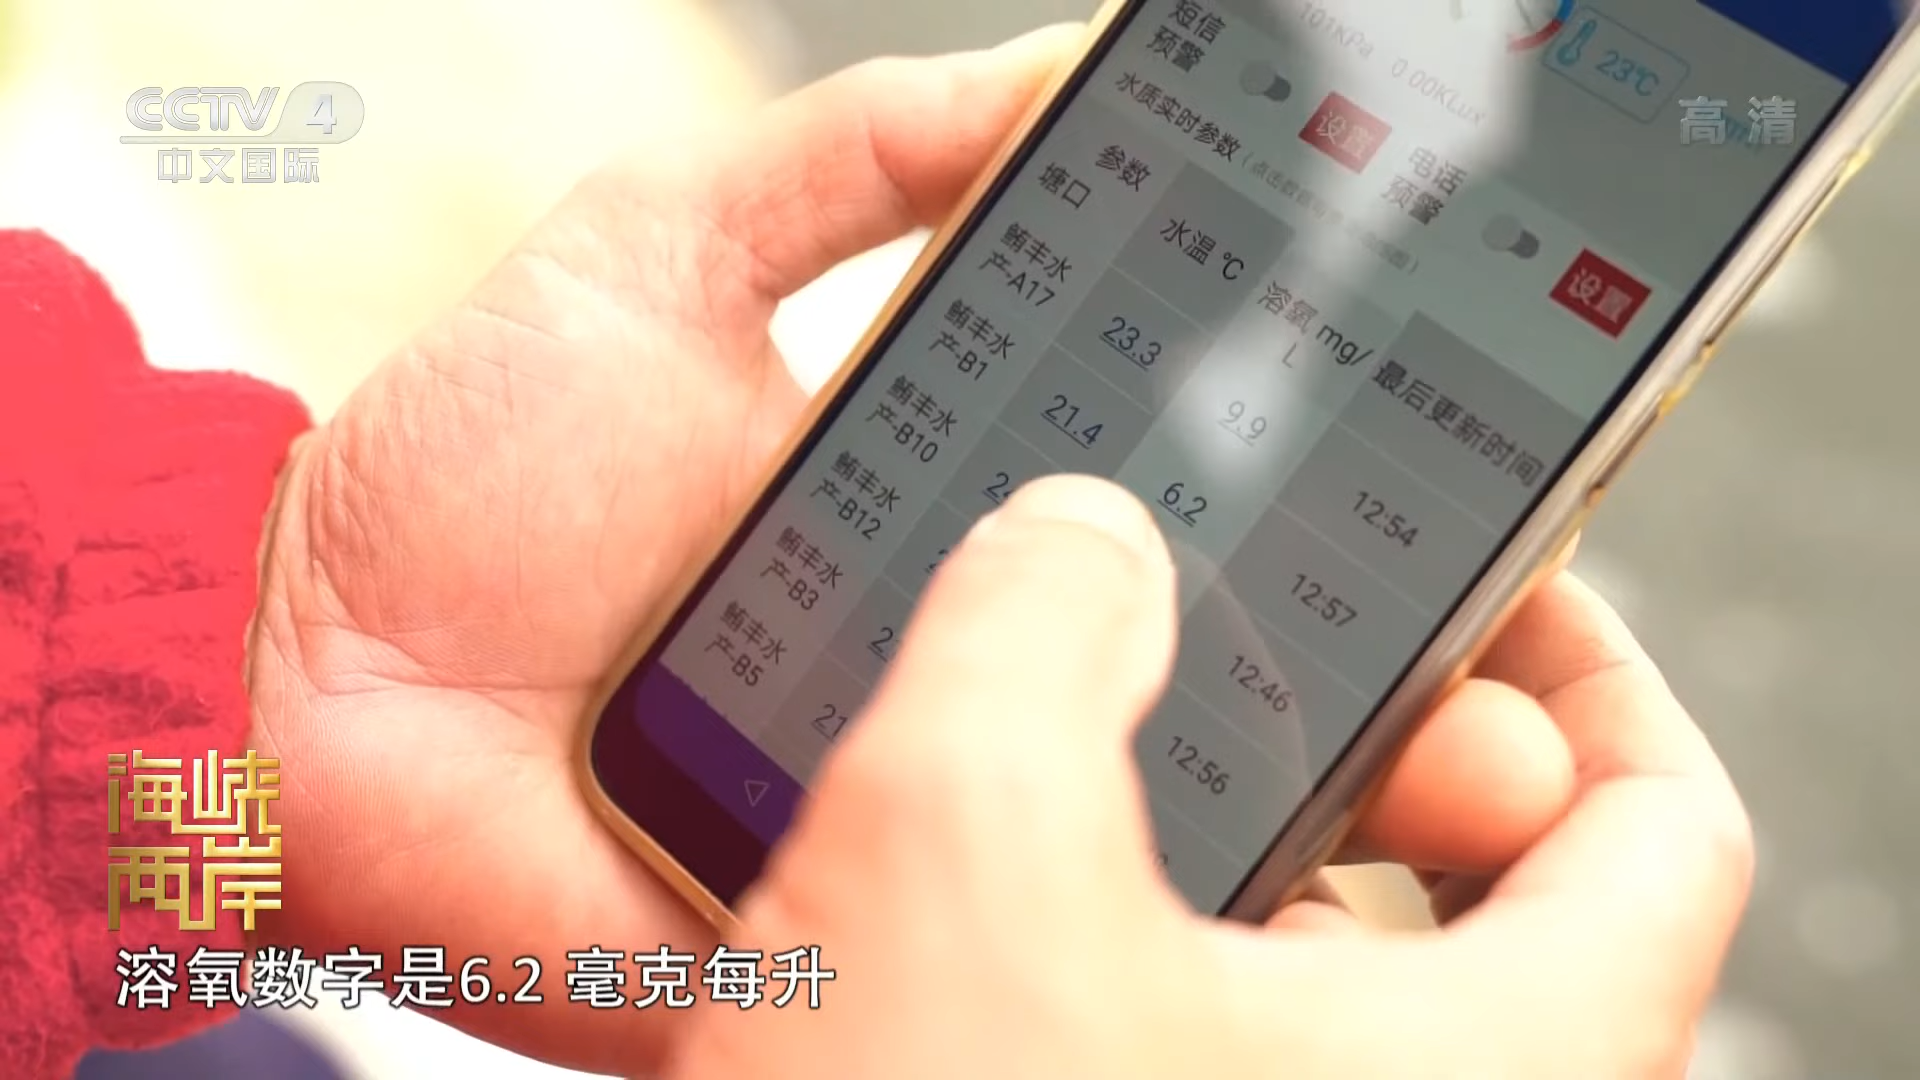 CCTV 4
中文国际
高清
23℃
101KPa 0.00KLux
短信
预警
设置
电话
预警
设置
水质实时参数
参数
塘口
水温 ℃
溶氧 mg/
L
最后更新时间
鲔丰水
产-A17
23.3
9.9
12:54
鲔丰水
产-B1
21.4
6.2
12:57
鲔丰水
产-B10
12:46
鲔丰水
产-B12
12:56
鲔丰水
产-B3
鲔丰水
产-B5
21
海峡
两岸
溶氧数字是6.2 毫克每升